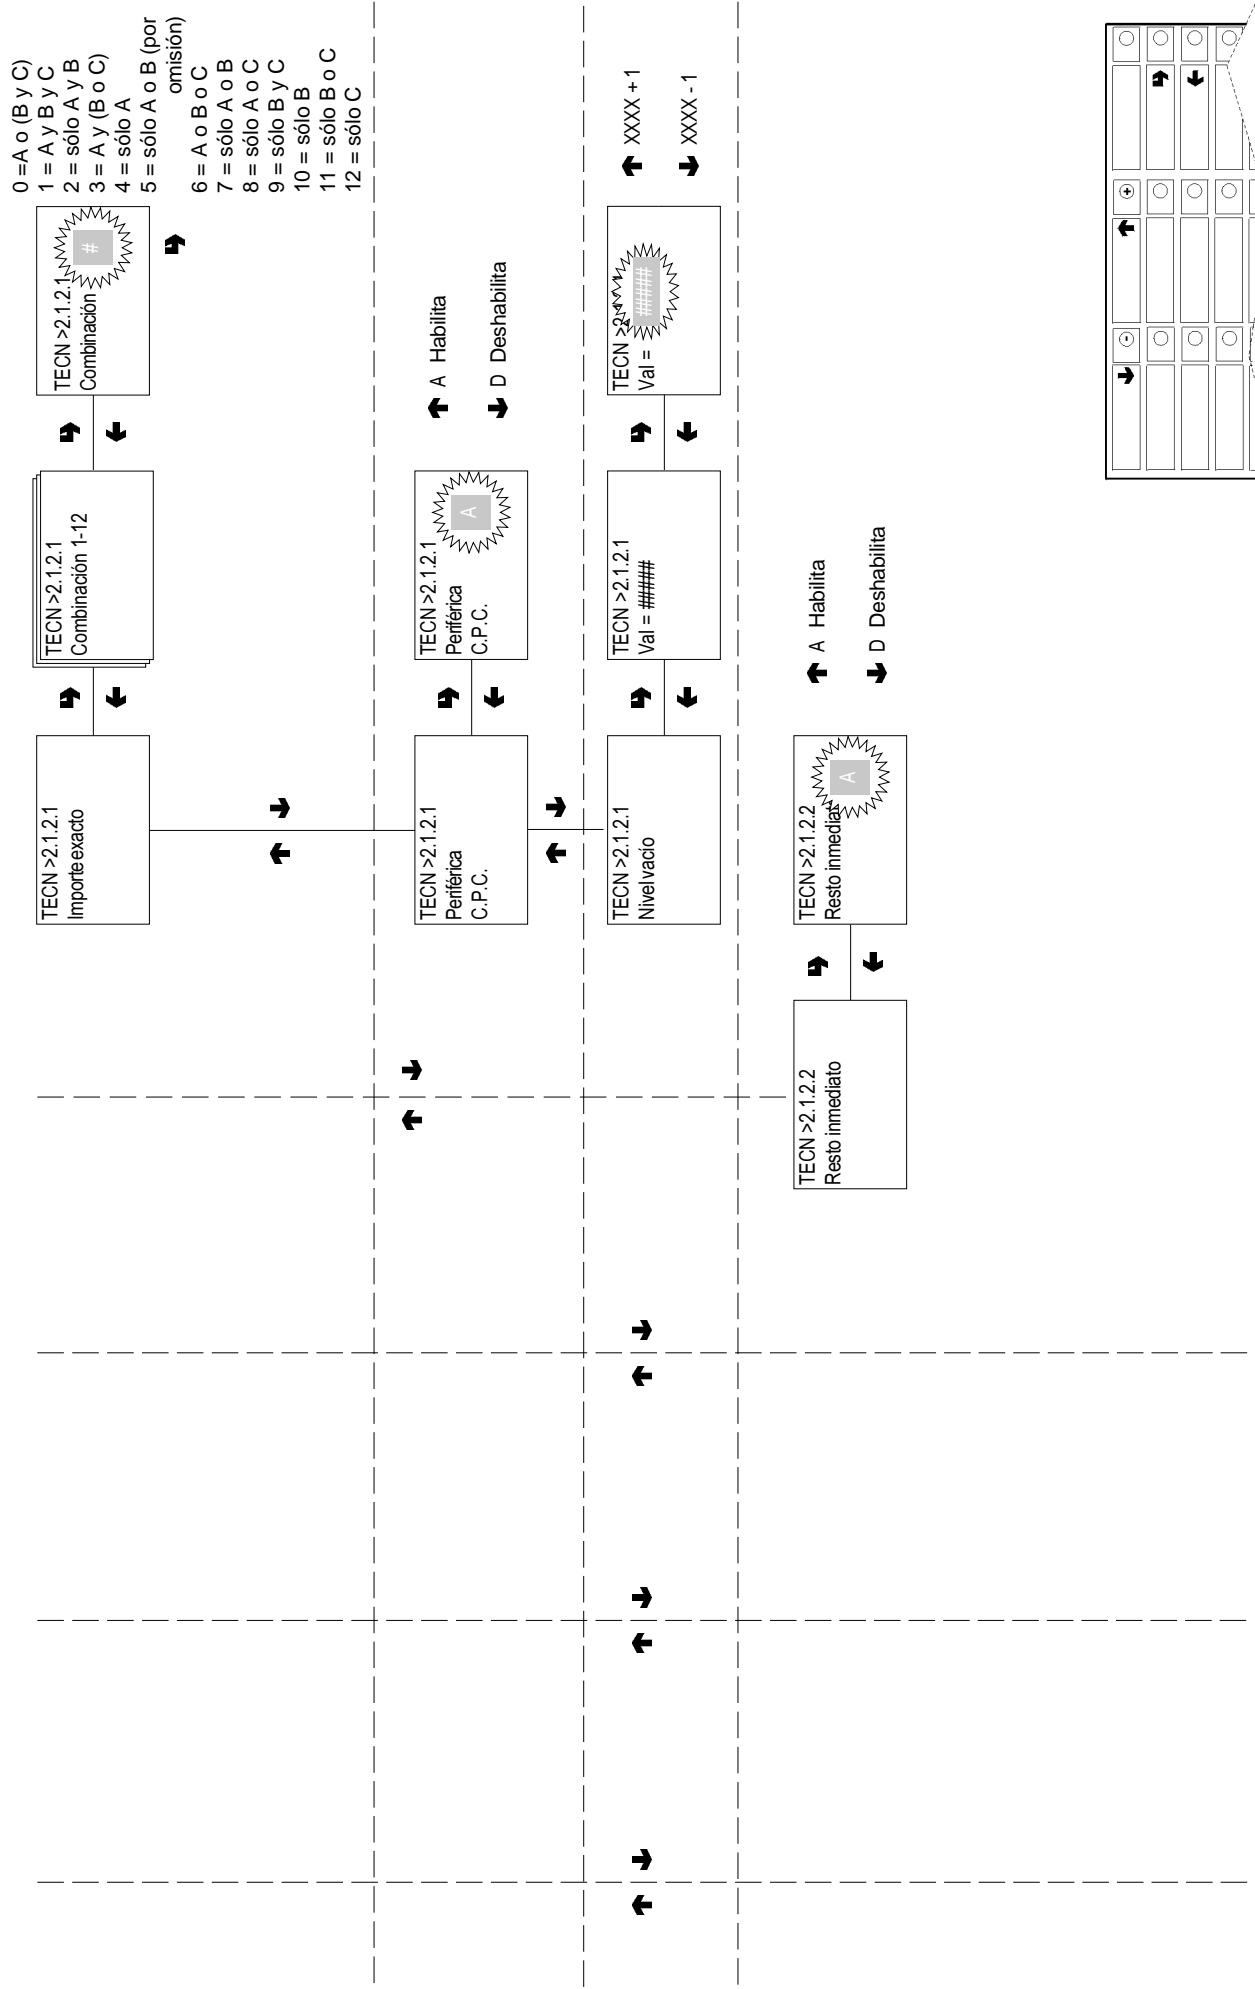 TECN >2.1.2.1
Importe exacto
TECN >2.1.2.1
Combinación 1-12
TECN >2.1.2.1
Combinación
#
0 =A o (B y C)
1 = A y B y C
2 = sólo A y B
3 = A y (B o C)
4 = sólo A
5 = sólo A o B (por
omisión)
6 = A o B o C
7 = sólo A o B
8 = sólo A o C
9 = sólo B y C
10 = sólo B
11 = sólo B o C
12 = sólo C
TECN >2.1.2.1
Periférica
C.P.C.
TECN >2.1.2.1
Periférica
C.P.C.
A
A Habilita
D Deshabilita
TECN >2.1.2.1
Nivel vacío
TECN >2.1.2.1
Val = #####
TECN >2
Val = #####
XXXX + 1
XXXX - 1
TECN >2.1.2.2
Resto inmediato
TECN >2.1.2.2
Resto inmediat
A
A Habilita
D Deshabilita
-
+